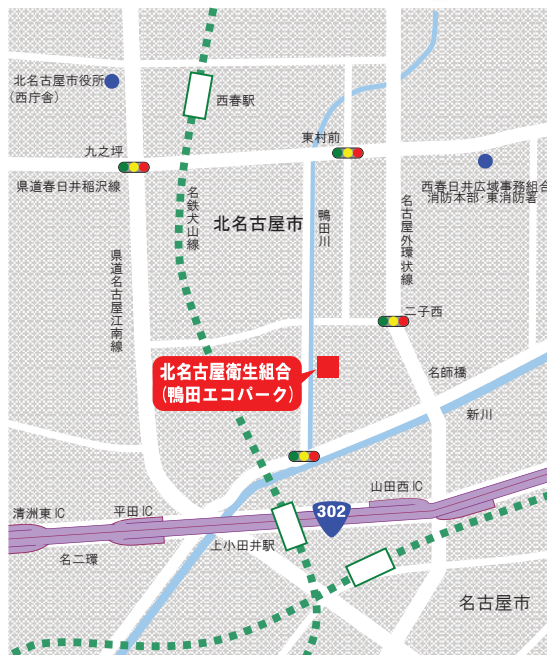 北名古屋市役所
(西庁舎)
西春駅
東村前
九之坪
県道春日井稲沢線
西春日井広域事務組合
消防本部・東消防署
名鉄犬山線
北名古屋市
鴨田川
名古屋外環状線
県道名古屋江南線
二子西
北名古屋衛生組合
(鴨田エコパーク)
名師橋
新川
山田西IC
302
清洲東IC
平田IC
上小田井駅
名二環
名古屋市